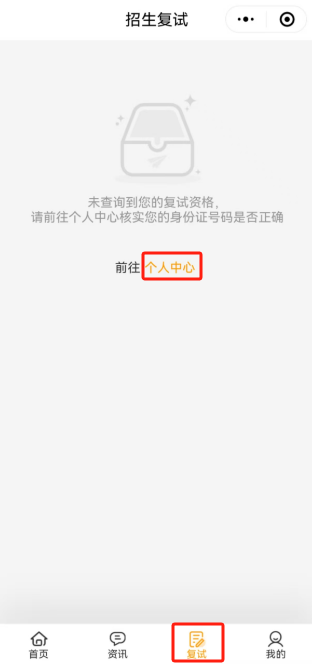 招生复试
未查询到您的复试资格，
请前往个人中心核实您的身份证号码是否正确
前往 个人中心
首页 资讯 复试 我的